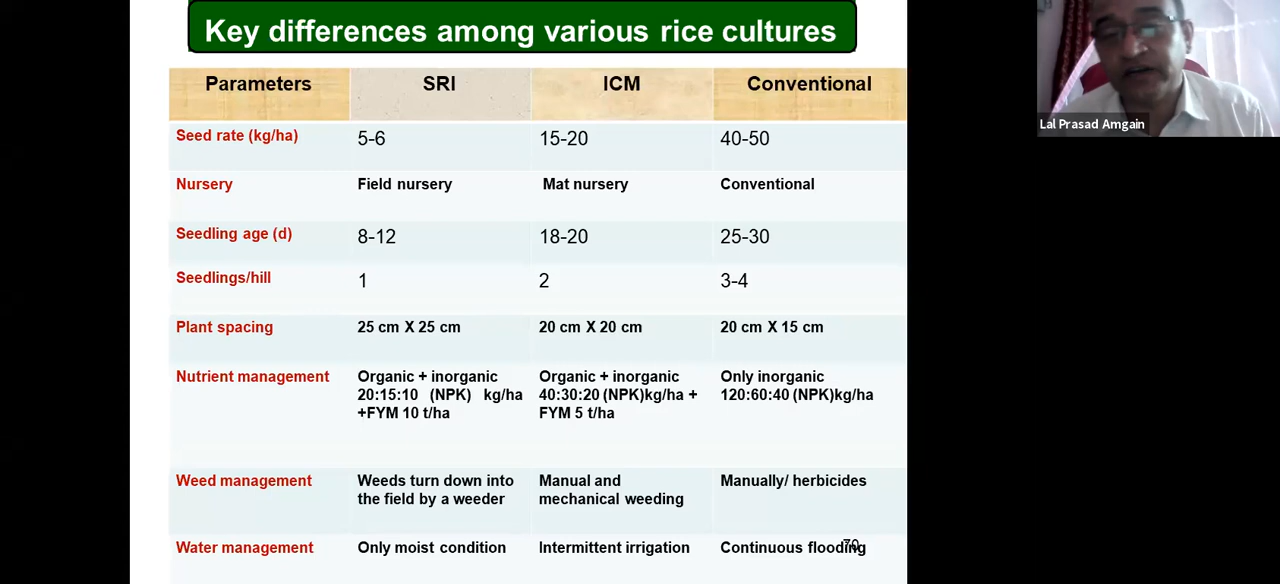 Key differences among various rice cultures
Lal Prasad Amgain
Parameters SRI ICM Conventional
Seed rate (kg/ha) 5-6 15-20 40-50
Nursery Field nursery Mat nursery Conventional
Seedling age (d) 8-12 18-20 25-30
Seedlings/hill 1 2 3-4
Plant spacing 25 cm X 25 cm 20 cm X 20 cm 20 cm X 15 cm
Nutrient management Organic + inorganic Organic + inorganic Only inorganic
20:15:10 (NPK) kg/ha 40:30:20 (NPK)kg/ha + 120:60:40 (NPK)kg/ha
+FYM 10 t/ha FYM 5 t/ha
Weed management Weeds turn down into Manual and Manually/ herbicides
the field by a weeder mechanical weeding
Water management Only moist condition Intermittent irrigation Continuous flooding
70